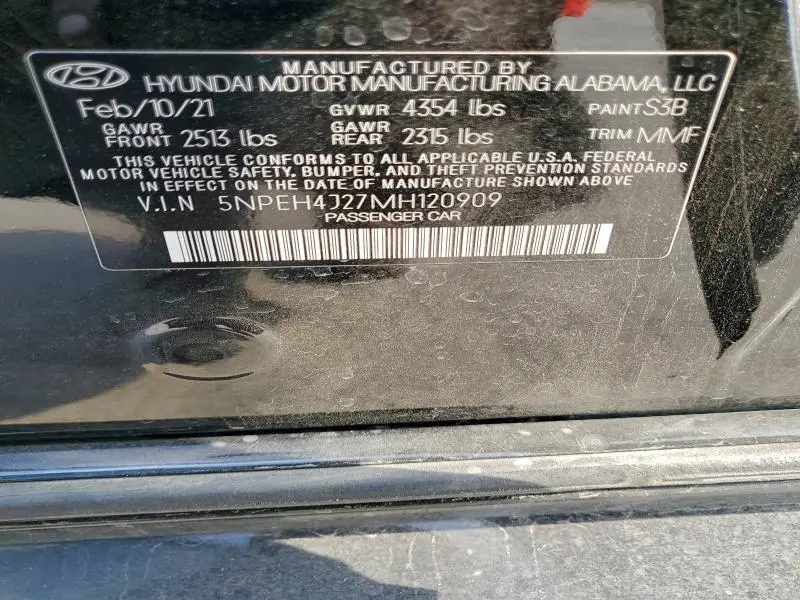 MANUFACTURED BY
HYUNDAI MOTOR MANUFACTURING ALABAMA, LLC
Feb/10/21 GVWR 4354 lbs PAINT S3B
GAWR FRONT 2513 lbs GAWR REAR 2315 lbs TRIM MMF
THIS VEHICLE CONFORMS TO ALL APPLICABLE U.S.A. FEDERAL
MOTOR VEHICLE SAFETY, BUMPER, AND THEFT PREVENTION STANDARDS
IN EFFECT ON THE DATE OF MANUFACTURE SHOWN ABOVE
V.I.N 5NPEH4J27MH120909
PASSENGER CAR